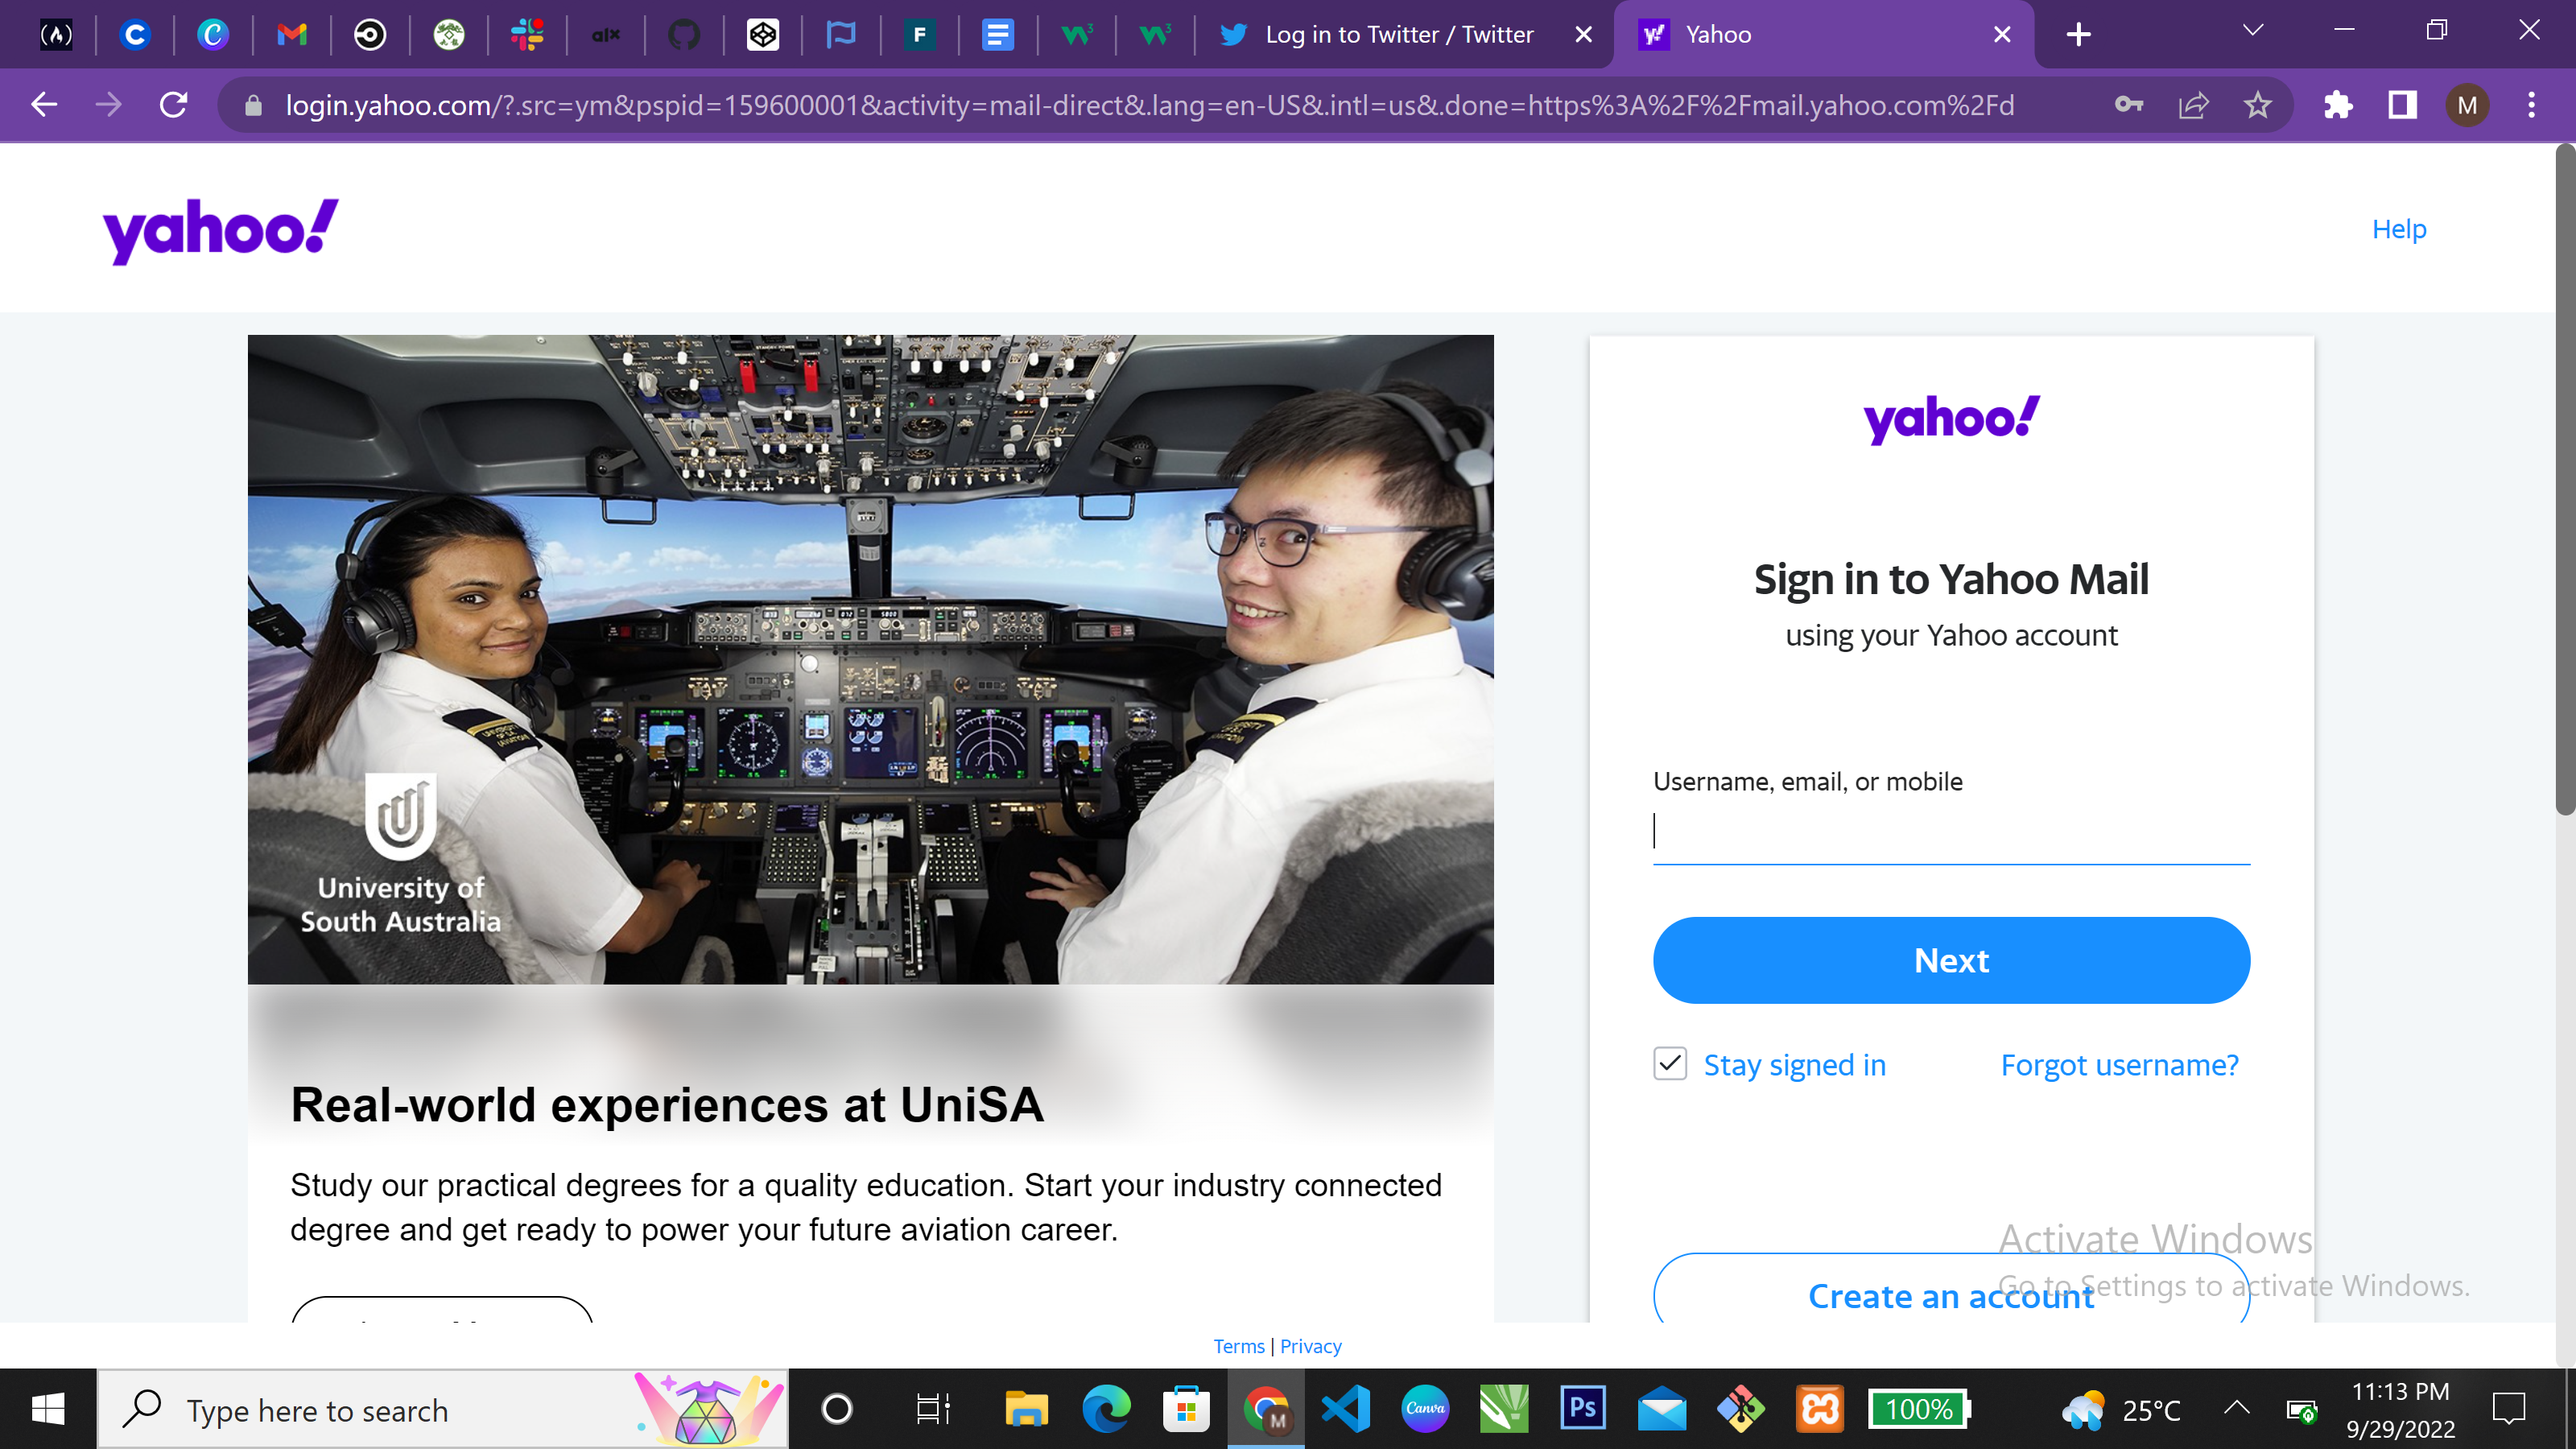 Log in to Twitter / Twitter
Yahoo
login.yahoo.com/?.src=ym&pspid=159600001&activity=mail-direct&.lang=en-US&.intl=us&.done=https%3A%2F%2Fmail.yahoo.com%2Fd
M
alx
F
yahoo!
Help
University of
South Australia
Real-world experiences at UniSA
Study our practical degrees for a quality education. Start your industry connected
degree and get ready to power your future aviation career.
yahoo!
Sign in to Yahoo Mail
using your Yahoo account
Username, email, or mobile
Next
Stay signed in
Forgot username?
Create an account
Activate Windows
Go to Settings to activate Windows.
Terms | Privacy
Type here to search
M
Canva
Ps
100%
25°C
11:13 PM
9/29/2022